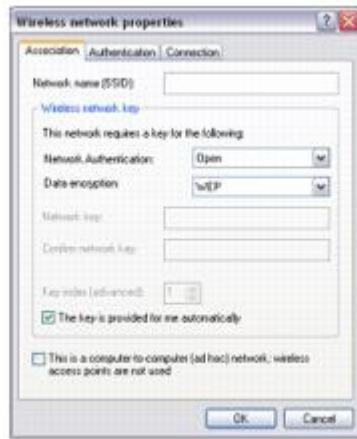 Wireless network properties
Association Authentication Connection
Network name (SSID):
Wireless network key
This network requires a key for the following:
Network Authentication: Open
Data encryption: WEP
Network key:
Confirm network key:
Key index (advanced): 1
The key is provided for me automatically
This is a computer-to-computer (ad hoc) network; wireless
access points are not used
OK Cancel